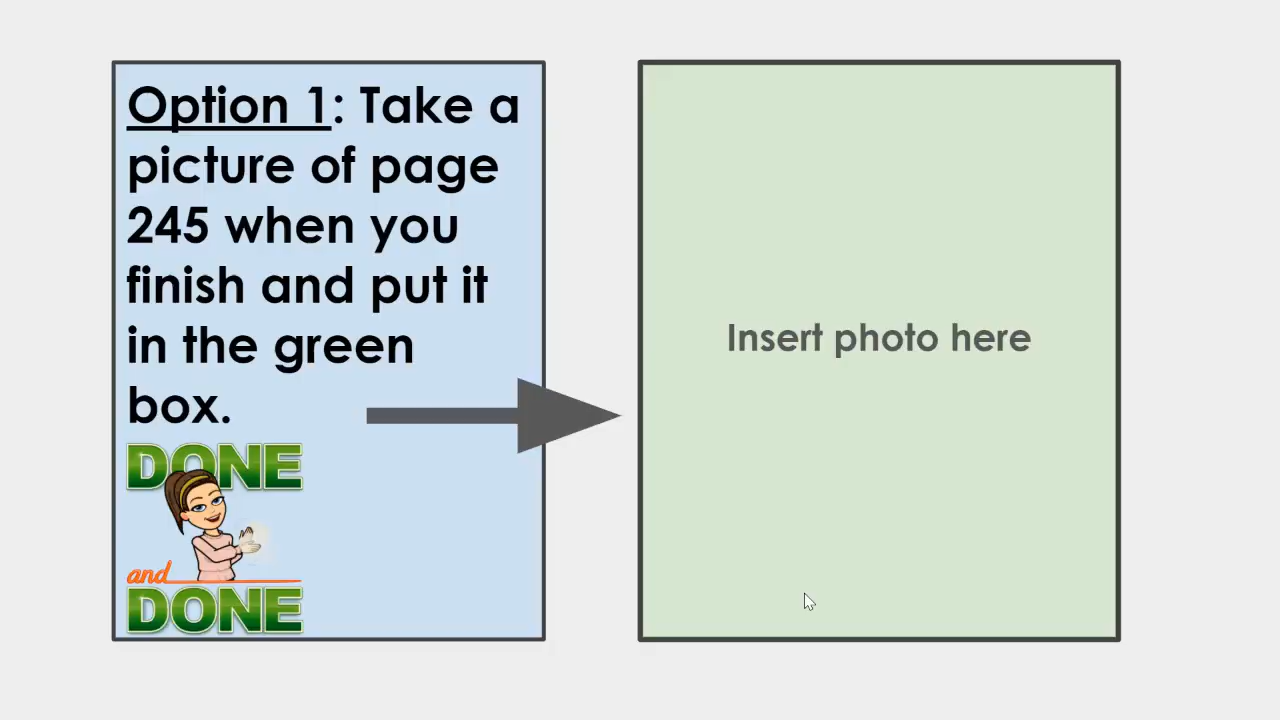 Option 1: Take a
picture of page
245 when you
finish and put it
in the green
box.
DONE
and
DONE
Insert photo here